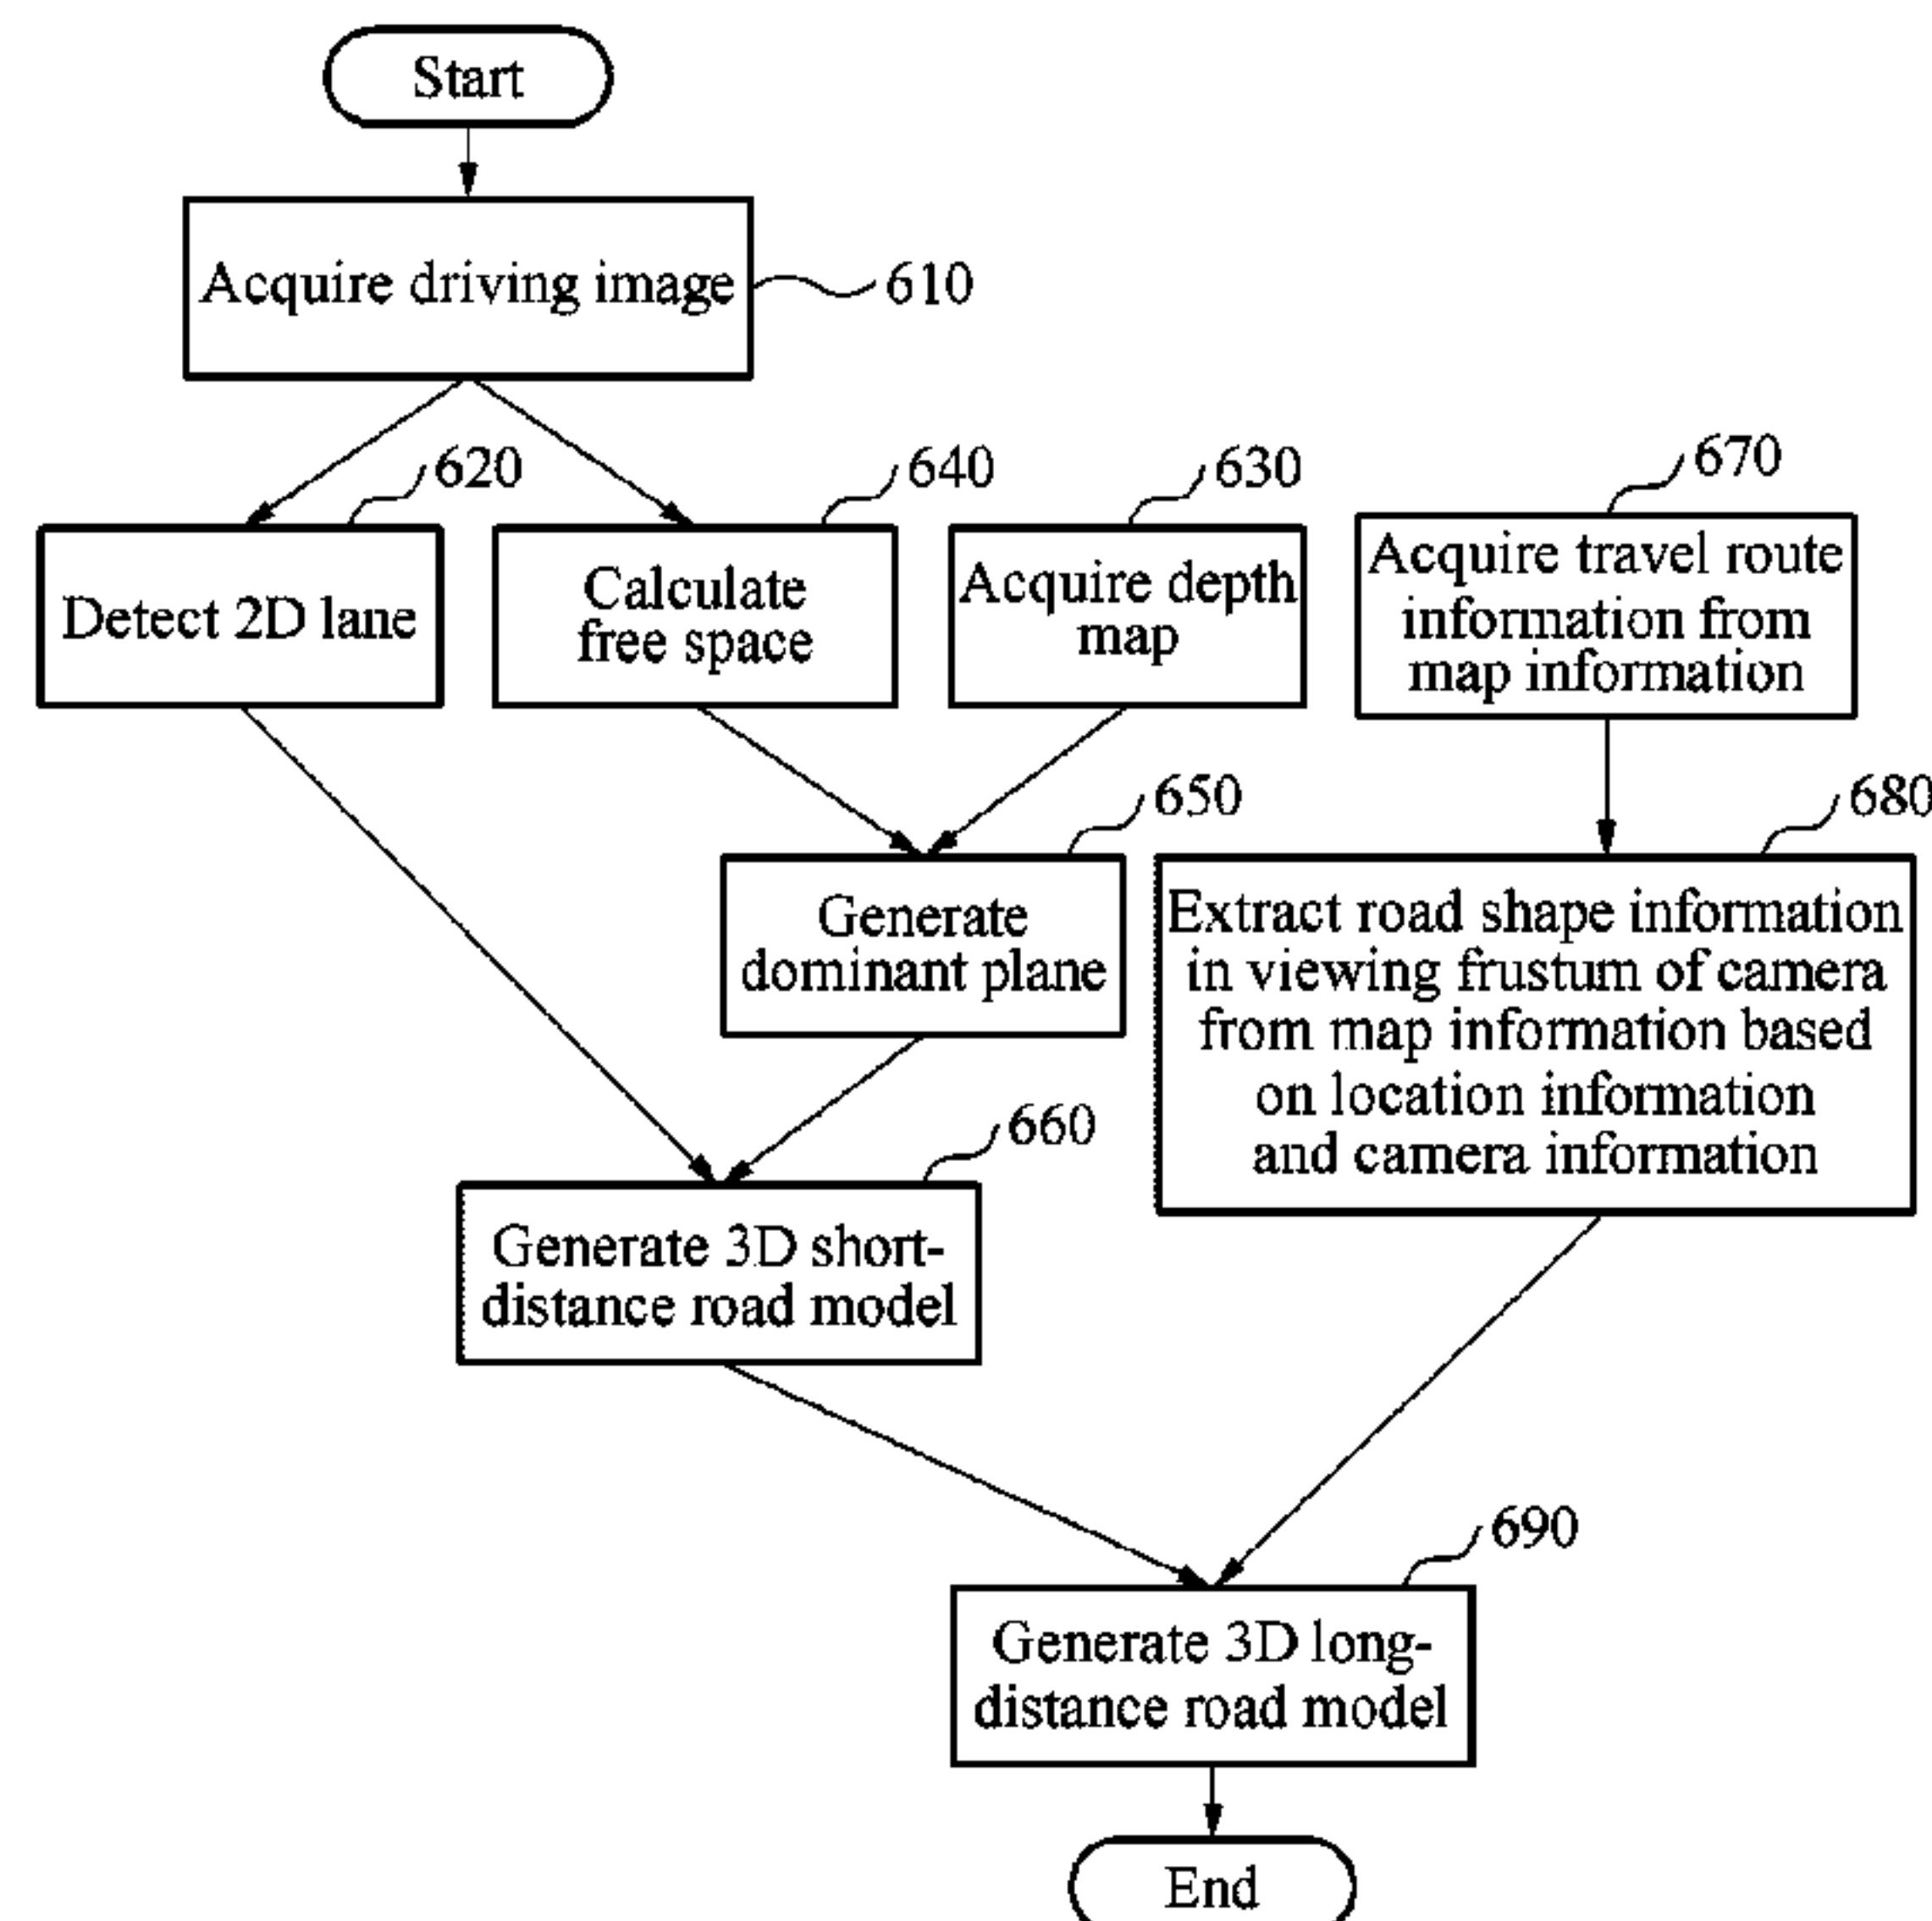 Start
Acquire driving image
610
620
640
630
670
Detect 2D lane
Calculate
free space
Acquire depth
map
Acquire travel route
information from
map information
650
680
Generate
dominant plane
Extract road shape information
in viewing frustum of camera
from map information based
on location information
and camera information
660
Generate 3D short-
distance road model
690
Generate 3D long-
distance road model
End